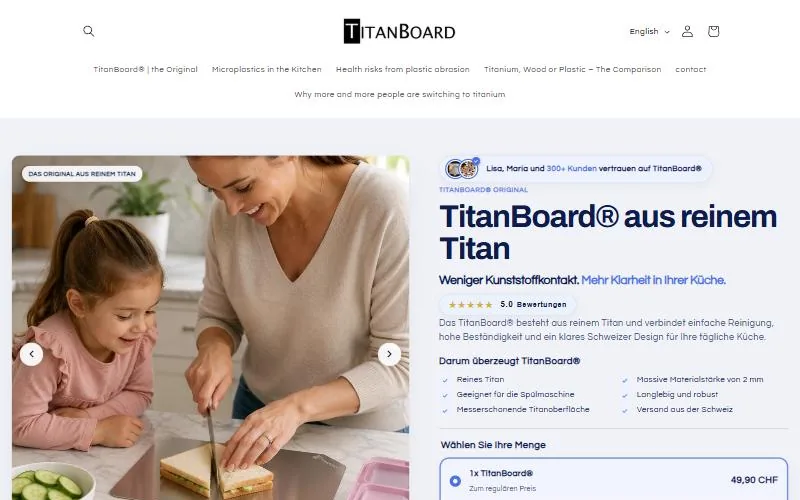 TITANBOARD
English
TitanBoard® | the Original Microplastics in the Kitchen Health risks from plastic abrasion Titanium, Wood or Plastic – The Comparison contact
Why more and more people are switching to titanium
DAS ORIGINAL AUS REINEM TITAN
Lisa, Maria und 300+ Kunden vertrauen auf TitanBoard®
TITANBOARD® ORIGINAL
TitanBoard® aus reinem
Titan
Weniger Kunststoffkontakt. Mehr Klarheit in Ihrer Küche.
★★★★★ 5.0 Bewertungen
Das TitanBoard® besteht aus reinem Titan und verbindet einfache Reinigung,
hohe Beständigkeit und ein klares Schweizer Design für Ihre tägliche Küche.
Darum überzeugt TitanBoard®
Reines Titan
Massive Materialstärke von 2 mm
Geeignet für die Spülmaschine
Langlebig und robust
Messerschonende Titanoberfläche
Versand aus der Schweiz
Wählen Sie Ihre Menge
1x TitanBoard®
49,90 CHF
Zum regulären Preis